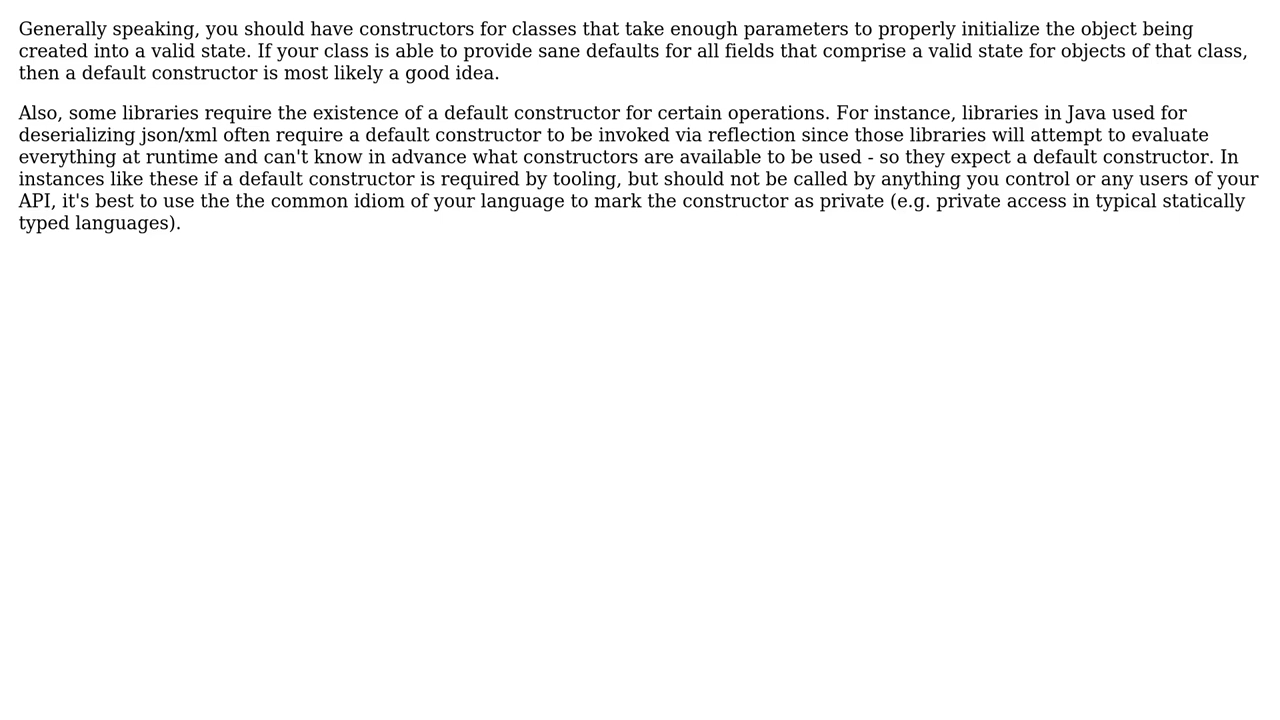 Generally speaking, you should have constructors for classes that take enough parameters to properly initialize the object being
created into a valid state. If your class is able to provide sane defaults for all fields that comprise a valid state for objects of that class,
then a default constructor is most likely a good idea.
Also, some libraries require the existence of a default constructor for certain operations. For instance, libraries in Java used for
deserializing json/xml often require a default constructor to be invoked via reflection since those libraries will attempt to evaluate
everything at runtime and can't know in advance what constructors are available to be used - so they expect a default constructor. In
instances like these if a default constructor is required by tooling, but should not be called by anything you control or any users of your
API, it's best to use the the common idiom of your language to mark the constructor as private (e.g. private access in typical statically
typed languages).